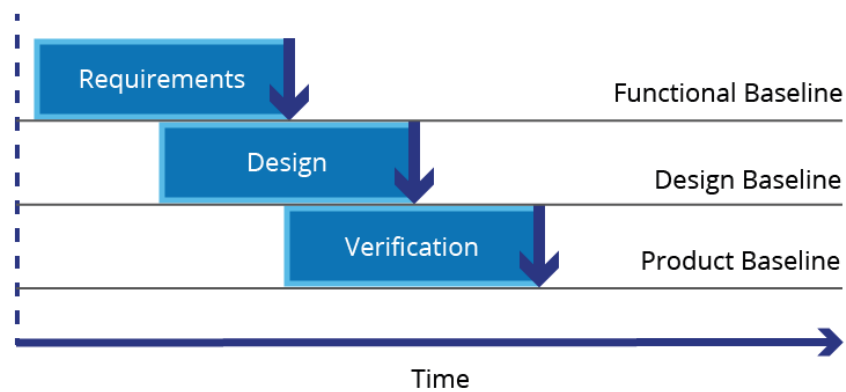 Requirements
Functional Baseline
Design
Design Baseline
Verification
Product Baseline
Time